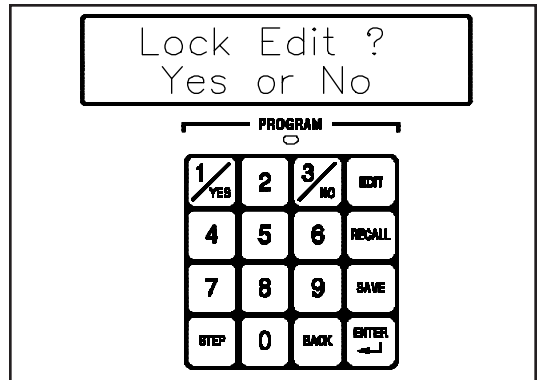 Lock Edit ?
Yes or No
PROGRAM
1/YES 2 3/NO EDIT
4 5 6 RECALL
7 8 9 SAVE
STEP 0 BACK ENTER